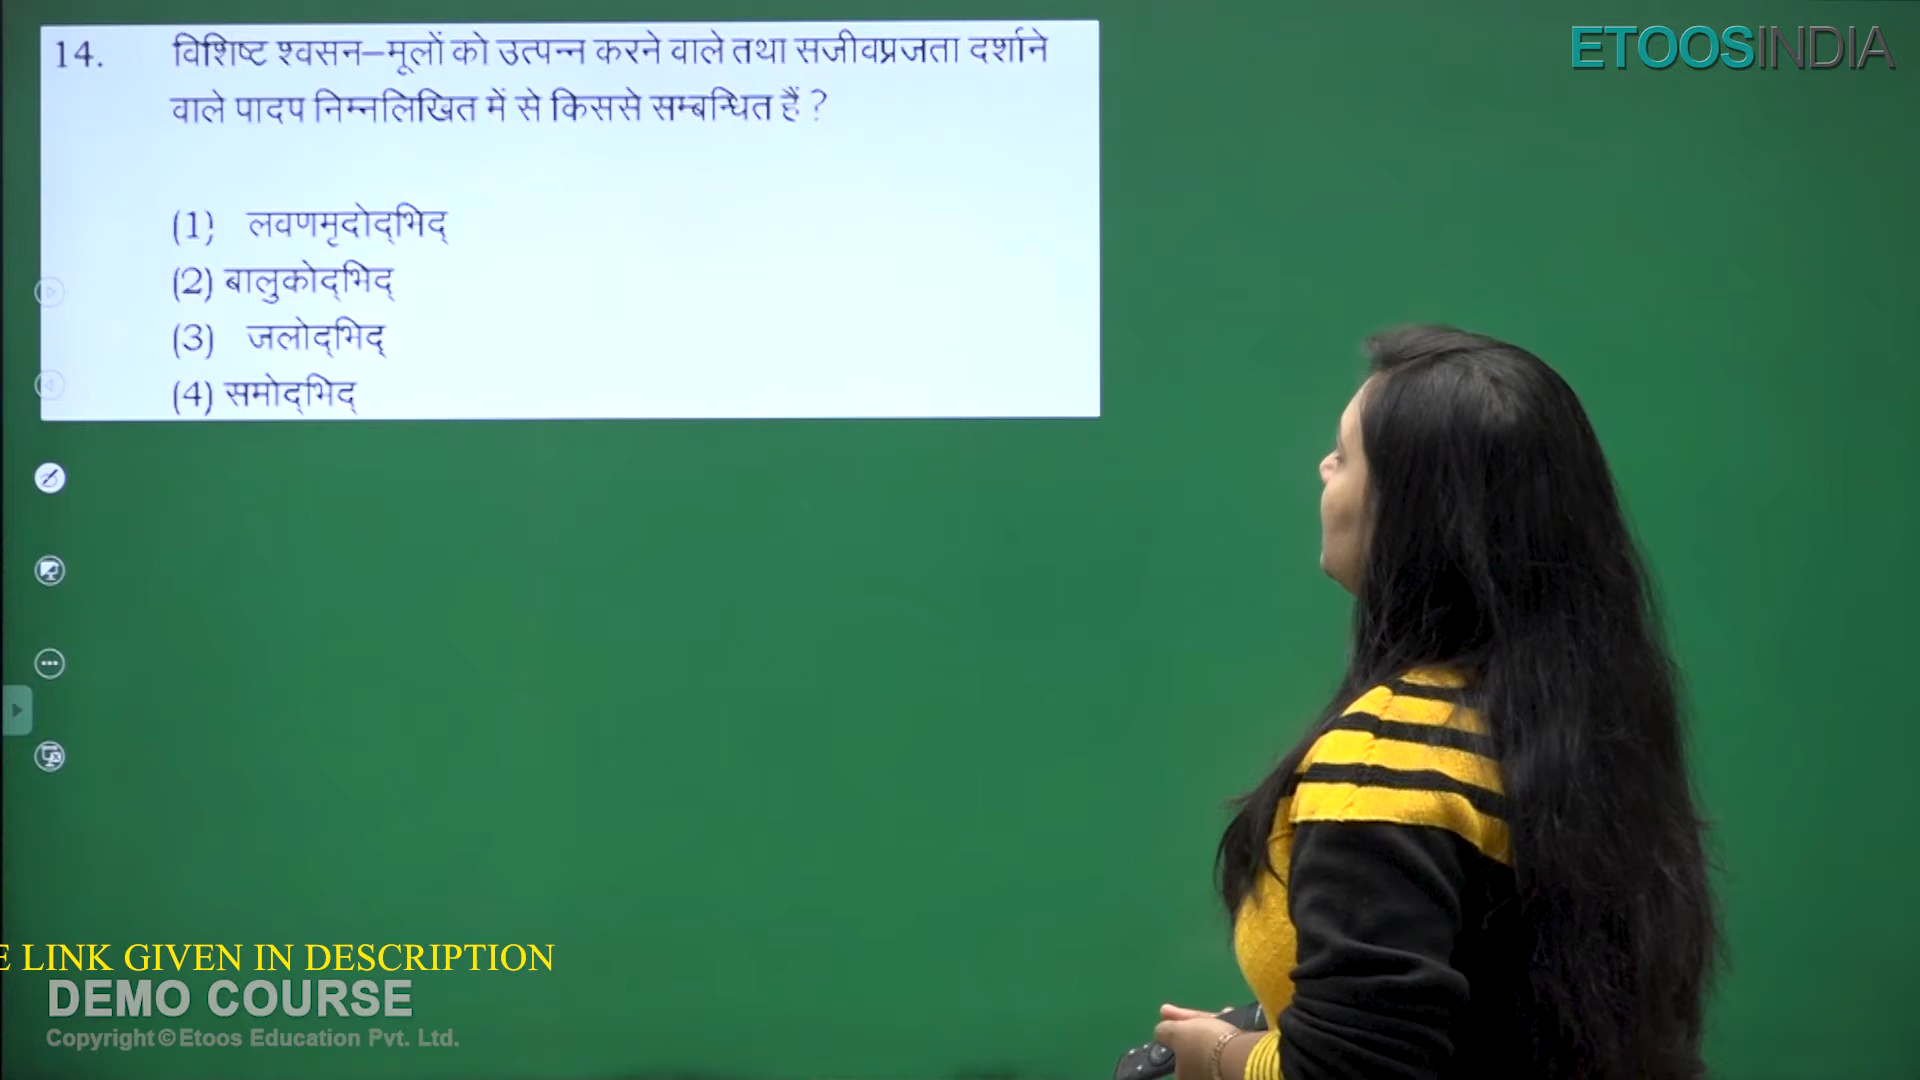 ETOOSINDIA
14. विशिष्ट श्वसन–मूलों को उत्पन्न करने वाले तथा सजीवप्रजता दर्शाने
वाले पादप निम्नलिखित में से किससे सम्बन्धित हैं ?
(1) लवणमृदोद्भिद्
(2) बालुकोद्भिद्
(3) जलोद्भिद्
(4) समोद्भिद्
E LINK GIVEN IN DESCRIPTION
DEMO COURSE
Copyright © Etoos Education Pvt. Ltd.